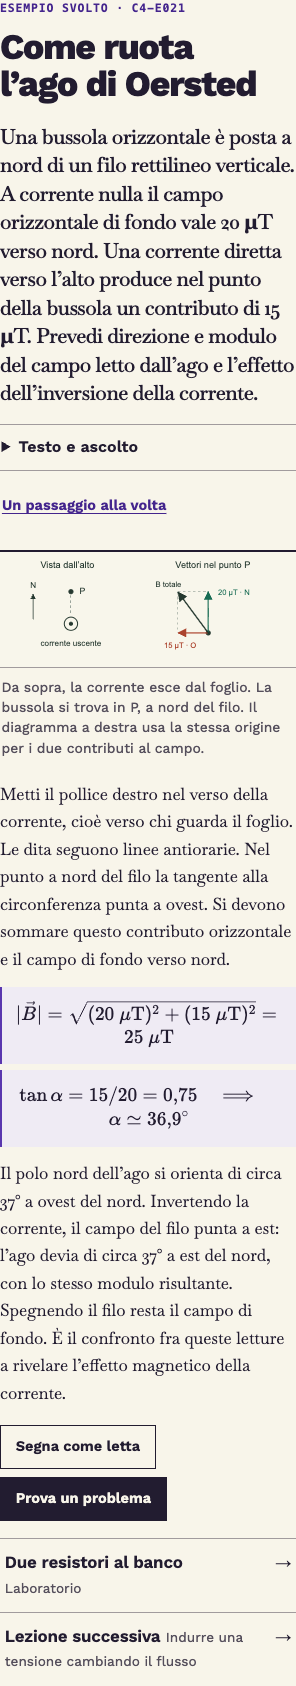 ESEMPIO SVOLTO · C4–E021
Come ruota
l’ago di Oersted
Una bussola orizzontale è posta a
nord di un filo rettilineo verticale.
A corrente nulla il campo
orizzontale di fondo vale 20 μT
verso nord. Una corrente diretta
verso l’alto produce nel punto
della bussola un contributo di 15
μT. Prevedi direzione e modulo
del campo letto dall’ago e l’effetto
dell’inversione della corrente.
▶ Testo e ascolto
Un passaggio alla volta
Vista dall’alto
Vettori nel punto P
N
P
corrente uscente
B totale
20 μT · N
15 μT · O
Da sopra, la corrente esce dal foglio. La
bussola si trova in P, a nord del filo. Il
diagramma a destra usa la stessa origine
per i due contributi al campo.
Metti il pollice destro nel verso della
corrente, cioè verso chi guarda il foglio.
Le dita seguono linee antiorarie. Nel
punto a nord del filo la tangente alla
circonferenza punta a ovest. Si devono
sommare questo contributo orizzontale
e il campo di fondo verso nord.
|B⃗| = √(20 μT)² + (15 μT)² =
25 μT
tan α = 15/20 = 0,75 ⟹
α ≃ 36,9°
Il polo nord dell’ago si orienta di circa
37° a ovest del nord. Invertendo la
corrente, il campo del filo punta a est:
l’ago devia di circa 37° a est del nord,
con lo stesso modulo risultante.
Spegnendo il filo resta il campo di
fondo. È il confronto fra queste letture
a rivelare l’effetto magnetico della
corrente.
Segna come letta
Prova un problema
Due resistori al banco →
Laboratorio
Lezione successiva Indurre una →
tensione cambiando il flusso